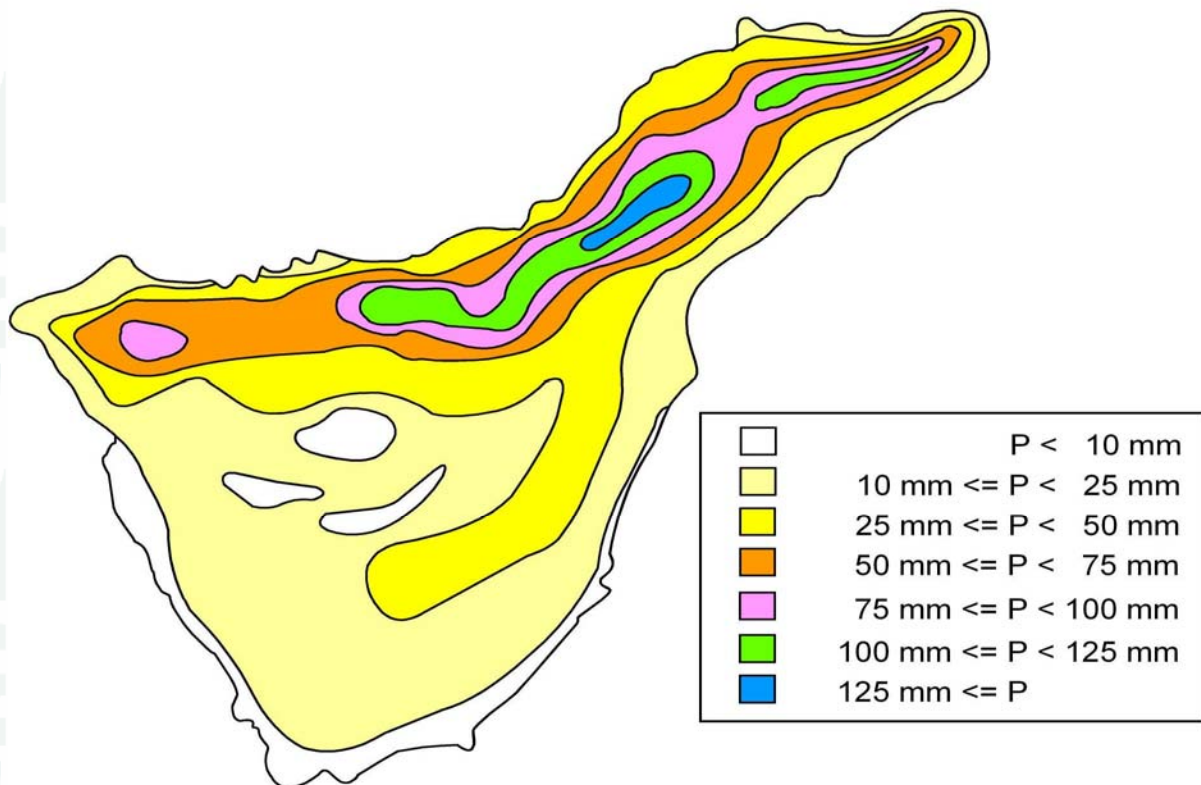 P < 10 mm
10 mm <= P < 25 mm
25 mm <= P < 50 mm
50 mm <= P < 75 mm
75 mm <= P < 100 mm
100 mm <= P < 125 mm
125 mm <= P